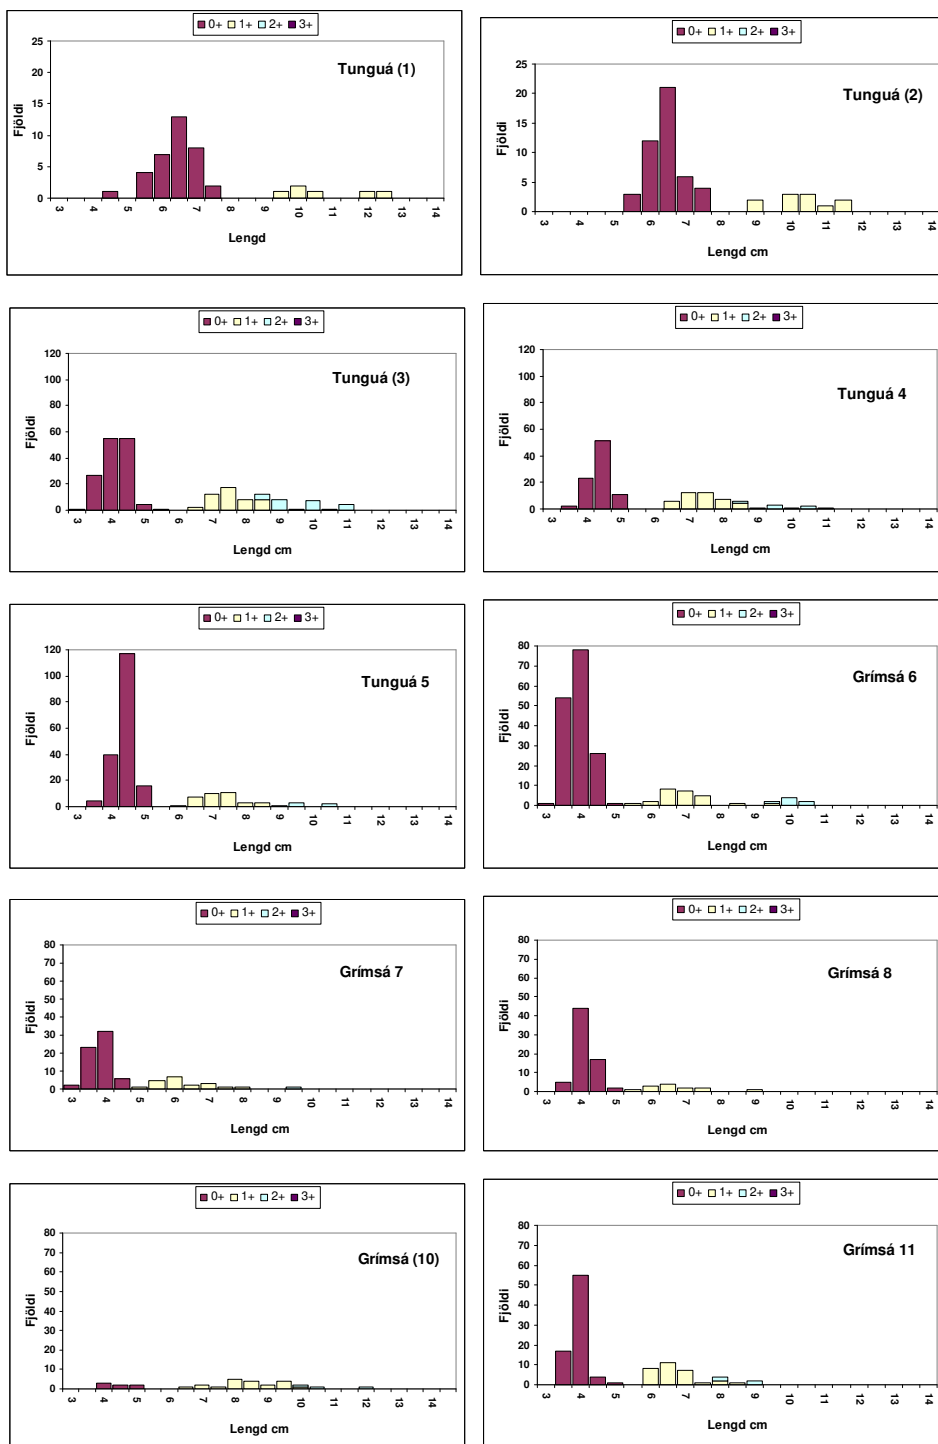 0+ 1+ 2+ 3+
Tunguá (1)
Fjöldi
25
20
15
10
5
0
3 4 5 6 7 8 9 10 11 12 13 14
Lengd
0+ 1+ 2+ 3+
Tunguá (2)
Fjöldi
25
20
15
10
5
0
3 4 5 6 7 8 9 10 11 12 13 14
Lengd cm
0+ 1+ 2+ 3+
Tunguá (3)
Fjöldi
120
100
80
60
40
20
0
3 4 5 6 7 8 9 10 11 12 13 14
Lengd cm
0+ 1+ 2+ 3+
Tunguá 4
Fjöldi
120
100
80
60
40
20
0
3 4 5 6 7 8 9 10 11 12 13 14
Lengd cm
0+ 1+ 2+ 3+
Tunguá 5
Fjöldi
120
100
80
60
40
20
0
3 4 5 6 7 8 9 10 11 12 13 14
Lengd cm
0+ 1+ 2+ 3+
Grímsá 6
Fjöldi
80
70
60
50
40
30
20
10
0
3 4 5 6 7 8 9 10 11 12 13 14
Lengd cm
0+ 1+ 2+ 3+
Grímsá 7
Fjöldi
80
70
60
50
40
30
20
10
0
3 4 5 6 7 8 9 10 11 12 13 14
Lengd cm
0+ 1+ 2+ 3+
Grímsá 8
Fjöldi
80
70
60
50
40
30
20
10
0
3 4 5 6 7 8 9 10 11 12 13 14
Lengd cm
0+ 1+ 2+ 3+
Grímsá (10)
Fjöldi
80
70
60
50
40
30
20
10
0
3 4 5 6 7 8 9 10 11 12 13 14
Lengd cm
0+ 1+ 2+ 3+
Grímsá 11
Fjöldi
80
70
60
50
40
30
20
10
0
3 4 5 6 7 8 9 10 11 12 13 14
Lengd cm